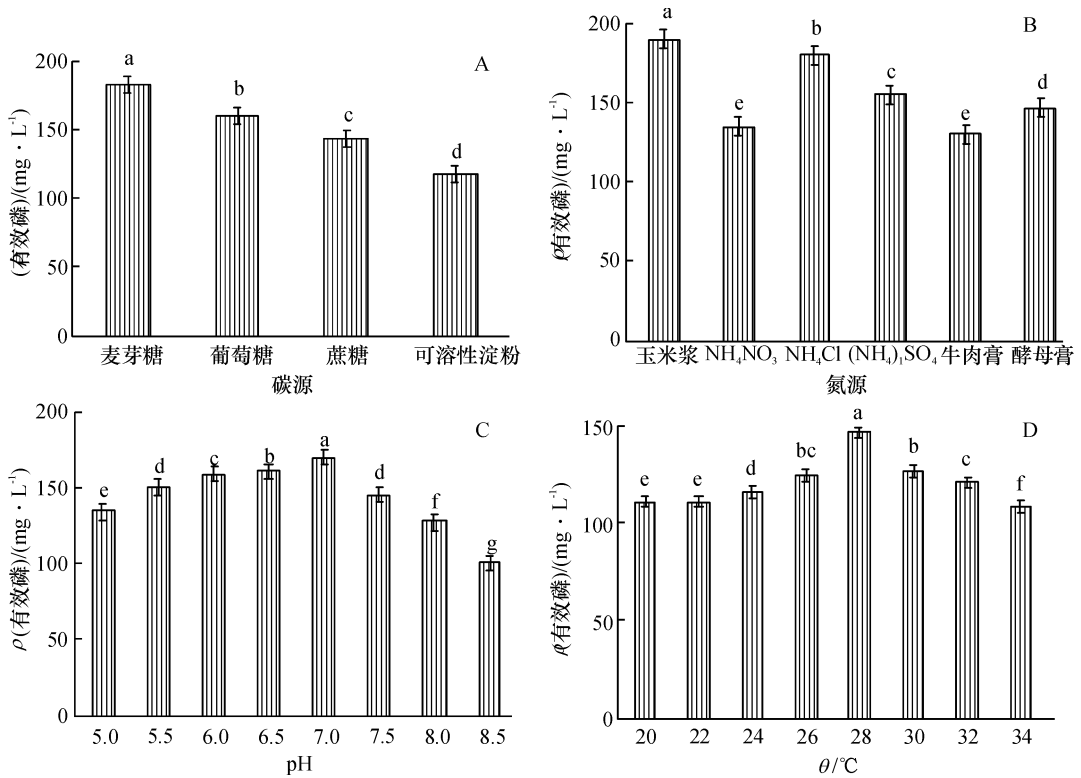 A
200
150
100
50
0
a
b
c
d
(有效磷)/(mg·L⁻¹)
麦芽糖 葡萄糖 蔗糖 可溶性淀粉
碳源
B
200
150
100
50
0
a
e
b
c
e
d
ρ(有效磷)/(mg·L⁻¹)
玉米浆 NH₄NO₃ NH₄Cl (NH₄)₁SO₄ 牛肉膏 酵母膏
氮源
C
200
150
100
50
0
e
d
c
b
a
d
f
g
ρ(有效磷)/(mg·L⁻¹)
5.0 5.5 6.0 6.5 7.0 7.5 8.0 8.5
pH
D
150
100
50
0
e
e
d
bc
a
b
c
f
(有效磷)/(mg·L⁻¹)
20 22 24 26 28 30 32 34
θ/℃